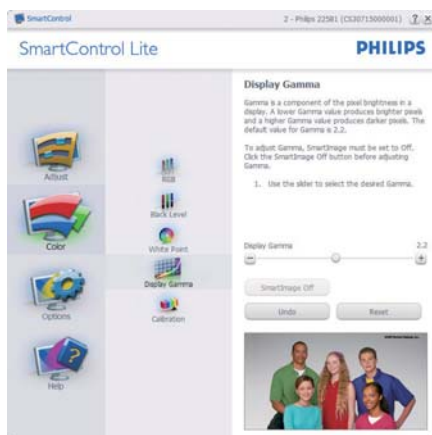 SmartControl
2 - Philips 225B1 (CS30715000001)
? X
SmartControl Lite
PHILIPS
Adjust
Color
Options
Help
RGB
Black Level
White Point
Display Gamma
Calibration
Display Gamma
Gamma is a component of the pixel brightness in a
display. A lower Gamma value produces brighter pixels
and a higher Gamma value produces darker pixels. The
default value for Gamma is 2.2.
To adjust Gamma, SmartImage must be set to Off.
Click the SmartImage Off button before adjusting
Gamma.
1. Use the slider to select the desired Gamma.
Display Gamma
2.2
SmartImage Off
Undo
Reset